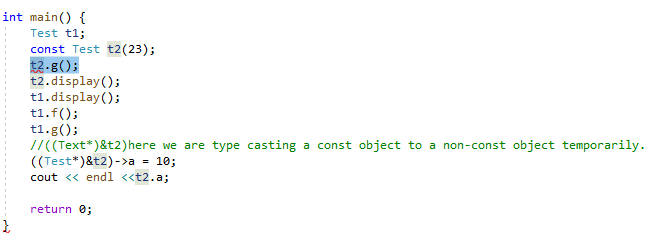 int main() {
Test t1;
const Test t2(23);
t2.g();
t2.display();
t1.display();
t1.f();
t1.g();
//((Text*)&t2)here we are type casting a const object to a non-const object temporarily.
((Test*)&t2)->a = 10;
cout << endl <<t2.a;
return 0;
}